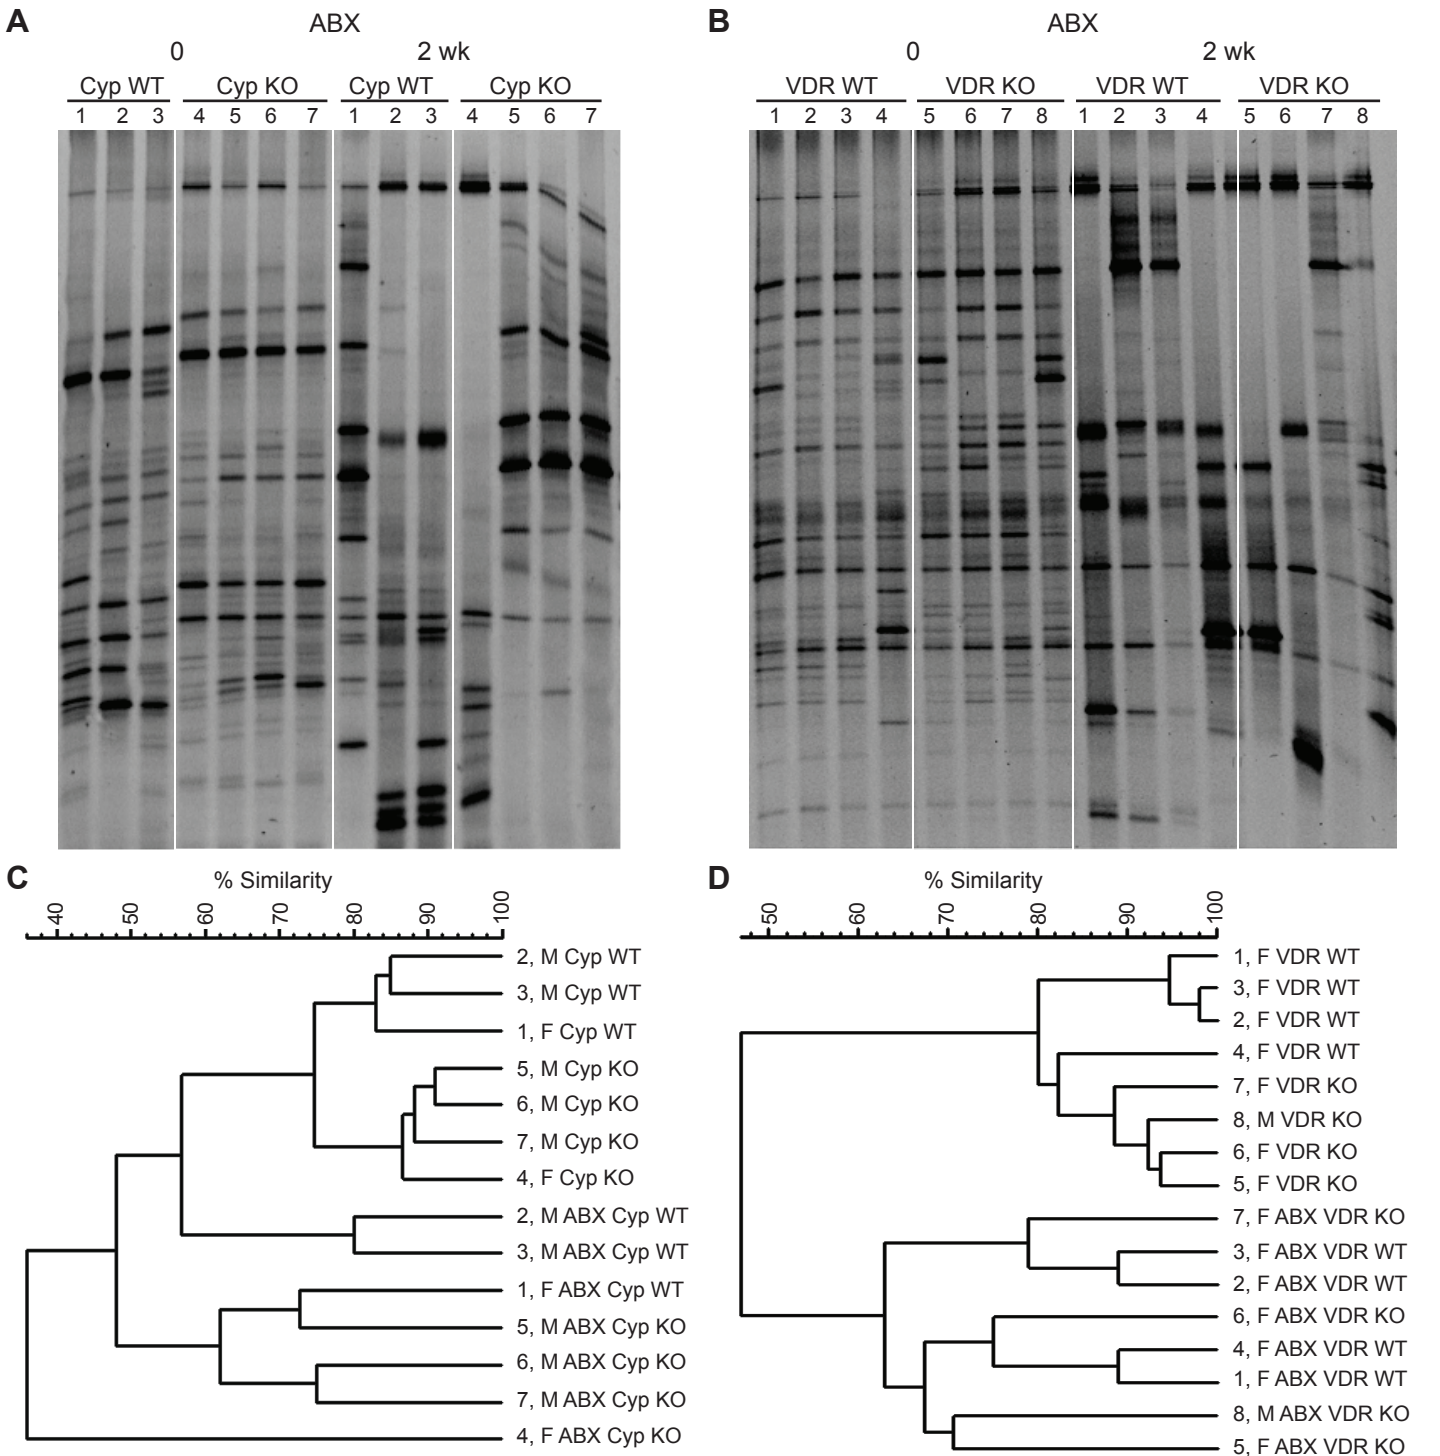 A
ABX
0 2 wk
Cyp WT Cyp KO Cyp WT Cyp KO
1 2 3 4 5 6 7 1 2 3 4 5 6 7
B
ABX
0 2 wk
VDR WT VDR KO VDR WT VDR KO
1 2 3 4 5 6 7 8 1 2 3 4 5 6 7 8
C
% Similarity
40 50 60 70 80 90 100
2, M Cyp WT
3, M Cyp WT
1, F Cyp WT
5, M Cyp KO
6, M Cyp KO
7, M Cyp KO
4, F Cyp KO
2, M ABX Cyp WT
3, M ABX Cyp WT
1, F ABX Cyp WT
5, M ABX Cyp KO
6, M ABX Cyp KO
7, M ABX Cyp KO
4, F ABX Cyp KO
D
% Similarity
50 60 70 80 90 100
1, F VDR WT
3, F VDR WT
2, F VDR WT
4, F VDR WT
7, F VDR KO
8, M VDR KO
6, F VDR KO
5, F VDR KO
7, F ABX VDR KO
3, F ABX VDR WT
2, F ABX VDR WT
6, F ABX VDR KO
4, F ABX VDR WT
1, F ABX VDR WT
8, M ABX VDR KO
5, F ABX VDR KO